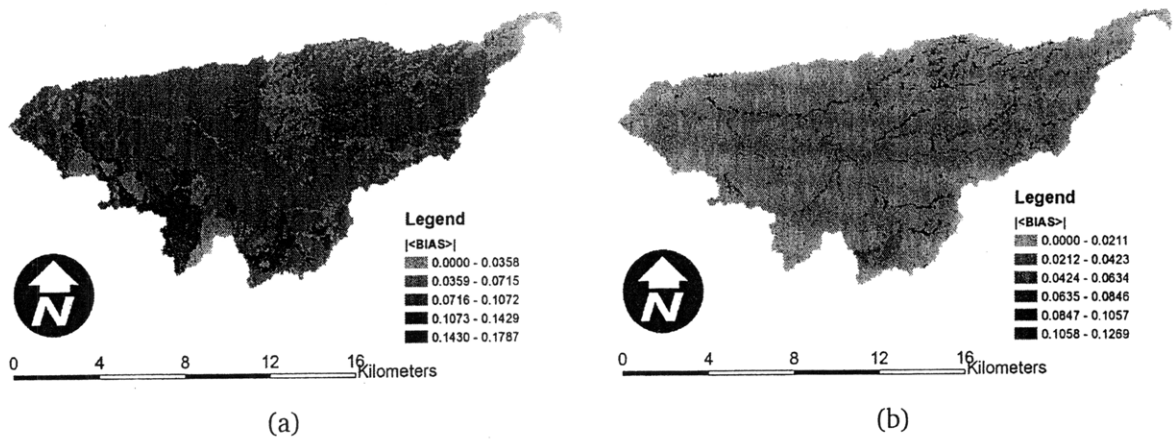 Legend
|<BIAS>|
0.0000 - 0.0358
0.0359 - 0.0715
0.0716 - 0.1072
0.1073 - 0.1429
0.1430 - 0.1787
N
0 4 8 12 16
Kilometers
(a)
Legend
|<BIAS>|
0.0000 - 0.0211
0.0212 - 0.0423
0.0424 - 0.0634
0.0635 - 0.0846
0.0847 - 0.1057
0.1058 - 0.1269
N
0 4 8 12 16
Kilometers
(b)